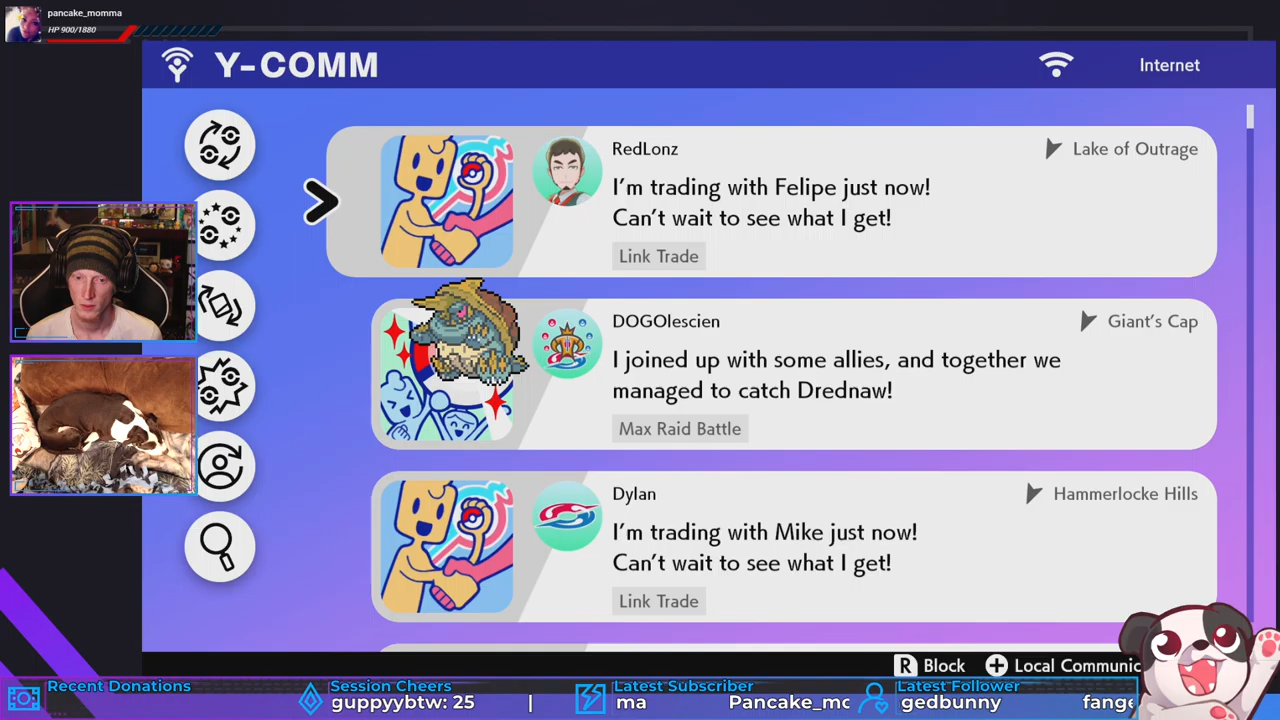 pancake_momma
HP 900/1880
Y-COMM
Internet
RedLonz
Lake of Outrage
I'm trading with Felipe just now!
Can't wait to see what I get!
Link Trade
DOGOlescien
Giant's Cap
I joined up with some allies, and together we
managed to catch Drednaw!
Max Raid Battle
Dylan
Hammerlocke Hills
I'm trading with Mike just now!
Can't wait to see what I get!
Link Trade
R Block + Local Communic
Recent Donations
Session Cheers
guppyybtw: 25 |
Latest Subscriber
ma Pancake_mc
Latest Follower
gedbunny fange